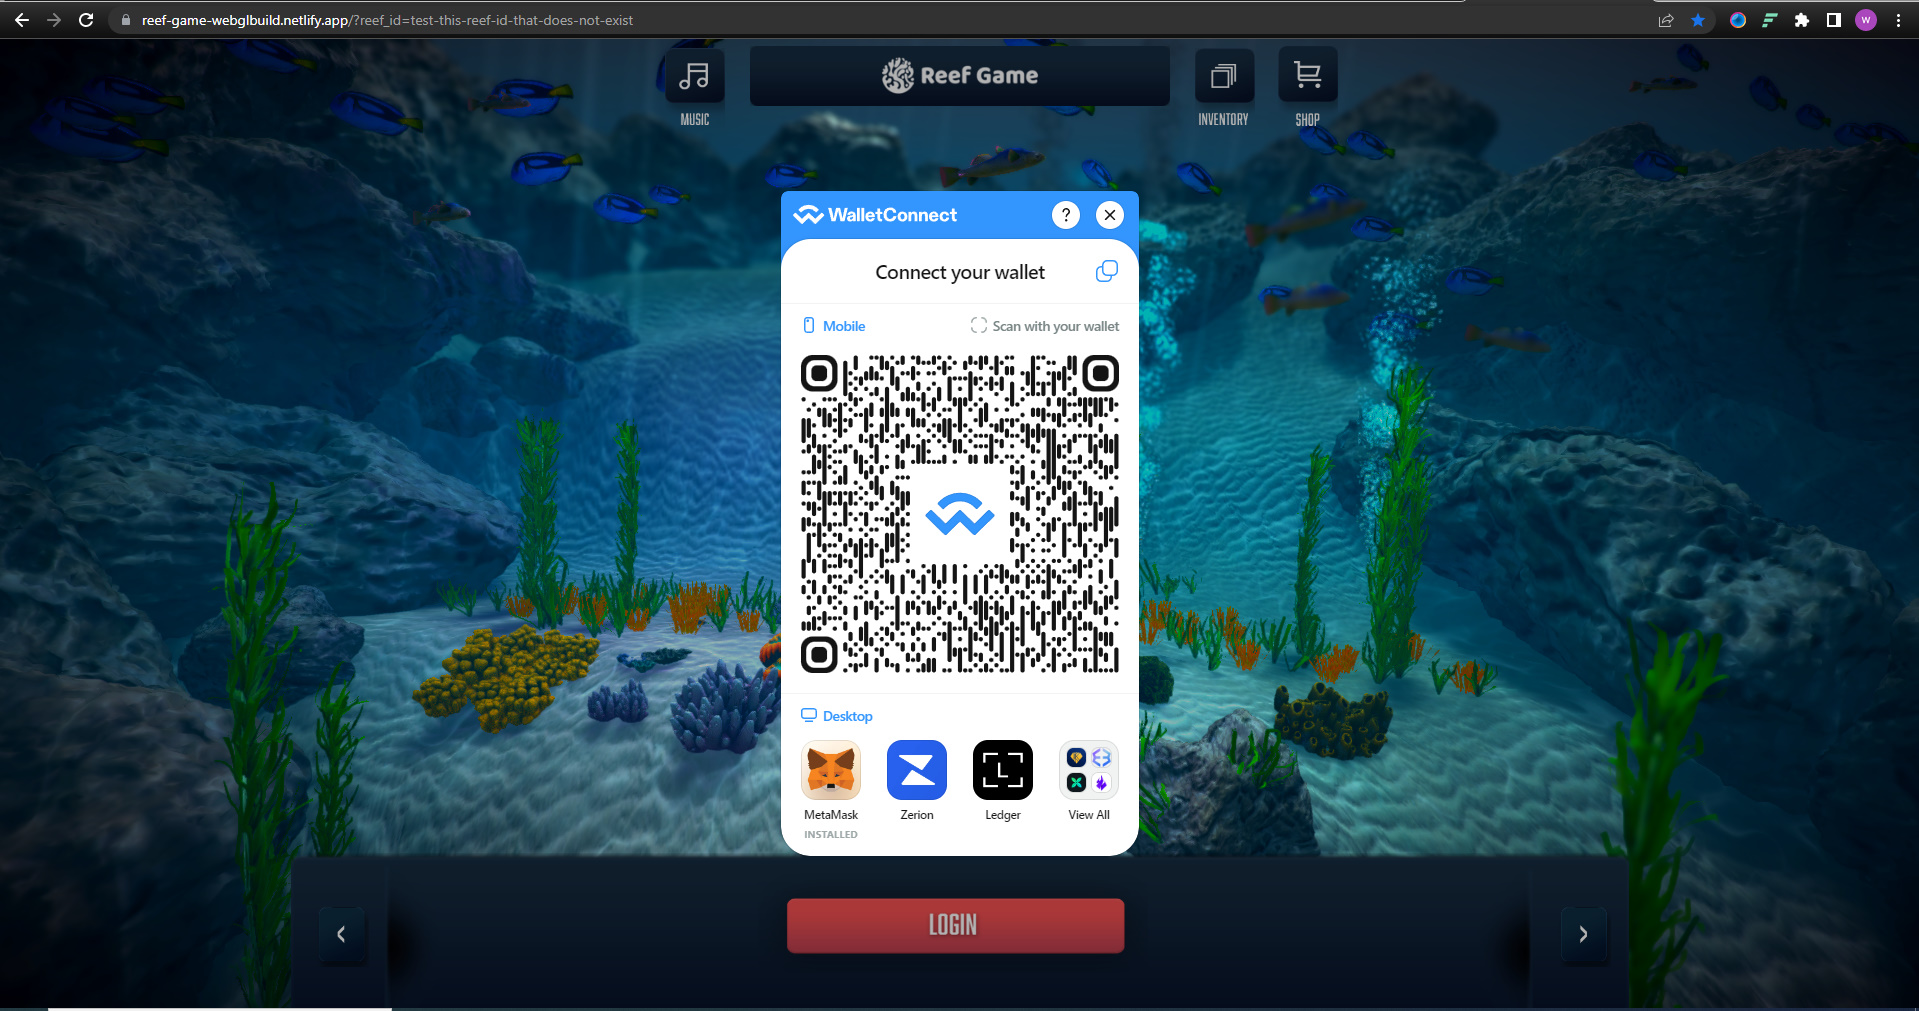 reef-game-webglbuild.netlify.app/?reef_id=test-this-reef-id-that-does-not-exist
W
Reef Game
MUSIC
INVENTORY
SHOP
WalletConnect
?
Connect your wallet
Mobile
Scan with your wallet
Desktop
MetaMask
Zerion
Ledger
View All
INSTALLED
LOGIN